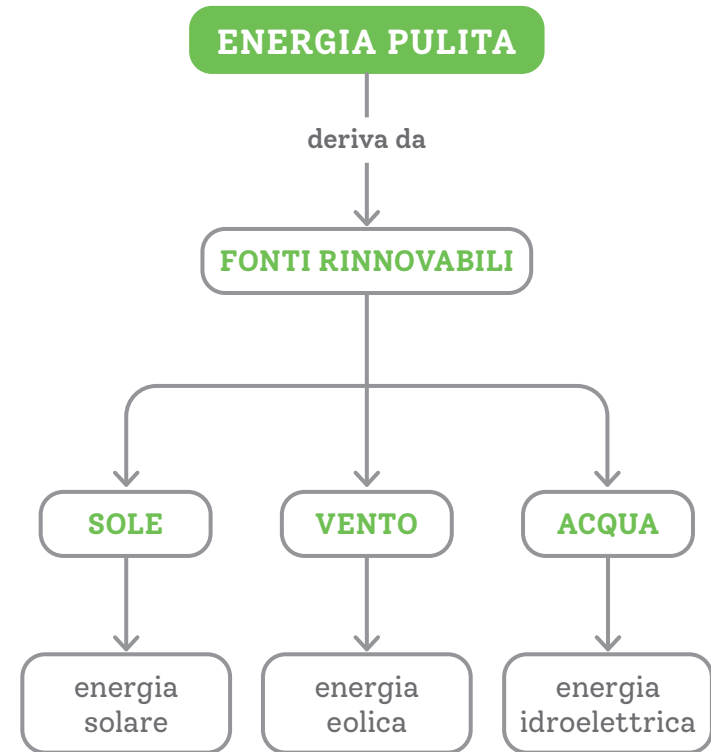 ENERGIA PULITA
deriva da
FONTI RINNOVABILI
SOLE
VENTO
ACQUA
energia
solare
energia
eolica
energia
idroelettrica